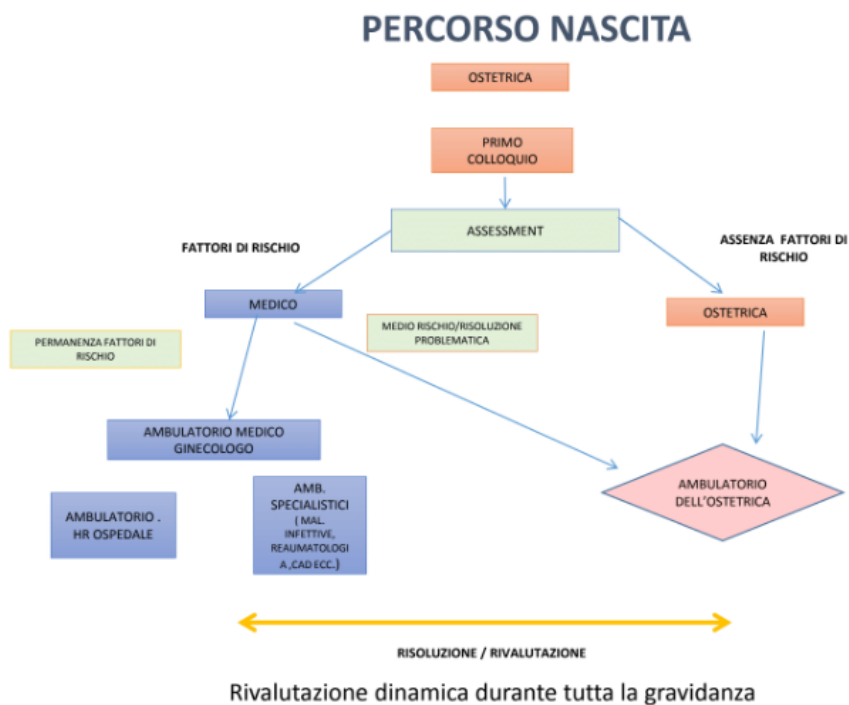 PERCORSO NASCITA
OSTETRICA
PRIMO
COLLOQUIO
ASSESSMENT
FATTORI DI RISCHIO
ASSENZA FATTORI DI
RISCHIO
MEDICO
OSTETRICA
MEDIO RISCHIO/RISOLUZIONE
PROBLEMATICA
PERMANENZA FATTORI DI
RISCHIO
AMBULATORIO MEDICO
GINECOLOGO
AMBULATORIO
DELL'OSTETRICA
AMBULATORIO .
HR OSPEDALE
AMB.
SPECIALISTICI
( MAL.
INFETTIVE,
REAUMATOLOGI
A ,CAD ECC.)
RISOLUZIONE / RIVALUTAZIONE
Rivalutazione dinamica durante tutta la gravidanza